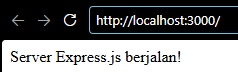 http://localhost:3000/
Server Express.js berjalan!